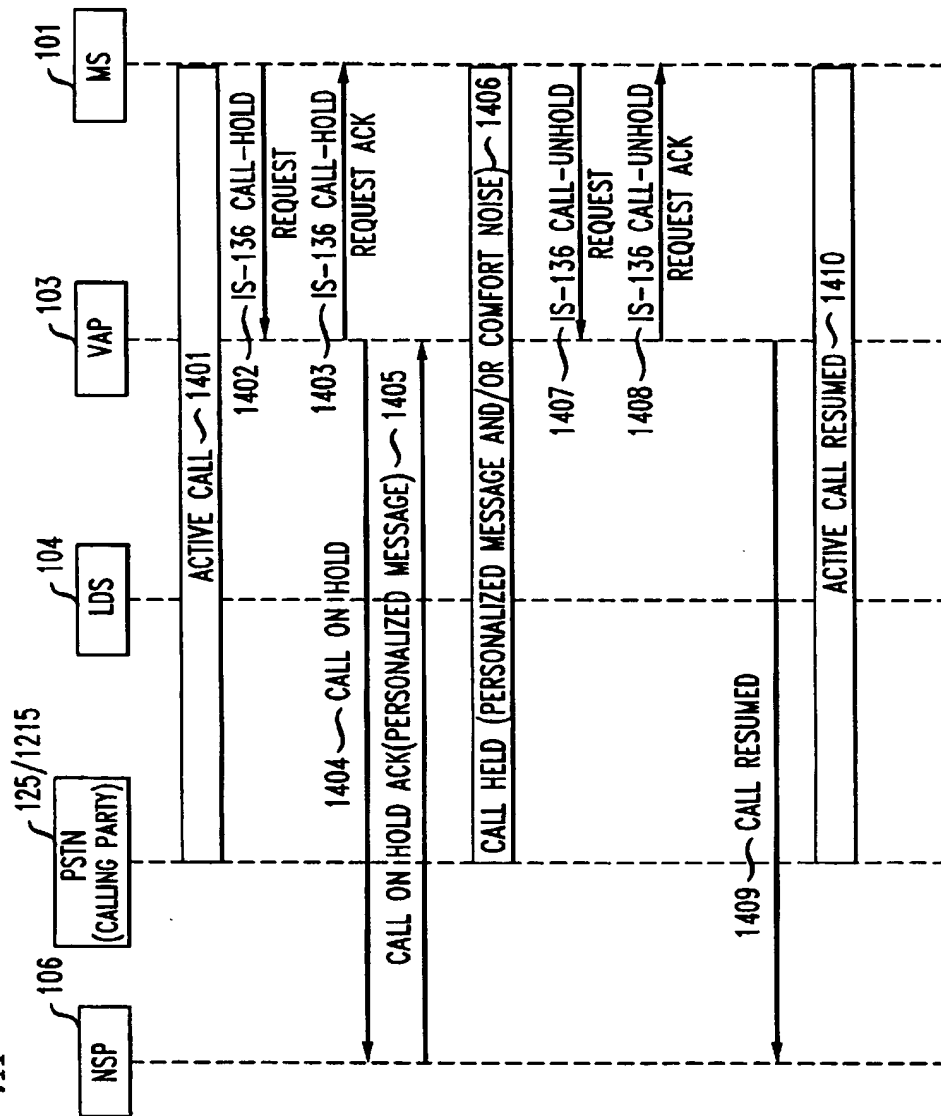 106
NSP
125/1215
PSTN
(CALLING PARTY)
104
LDS
103
VAP
101
MS
ACTIVE CALL 1401
1402 IS-136 CALL-HOLD
REQUEST
1403 IS-136 CALL-HOLD
REQUEST ACK
1404 CALL ON HOLD
CALL ON HOLD ACK(PERSONALIZED MESSAGE) 1405
CALL HELD (PERSONALIZED MESSAGE AND/OR COMFORT NOISE) 1406
1407 IS-136 CALL-UNHOLD
REQUEST
1408 IS-136 CALL-UNHOLD
REQUEST ACK
1409 CALL RESUMED
ACTIVE CALL RESUMED 1410